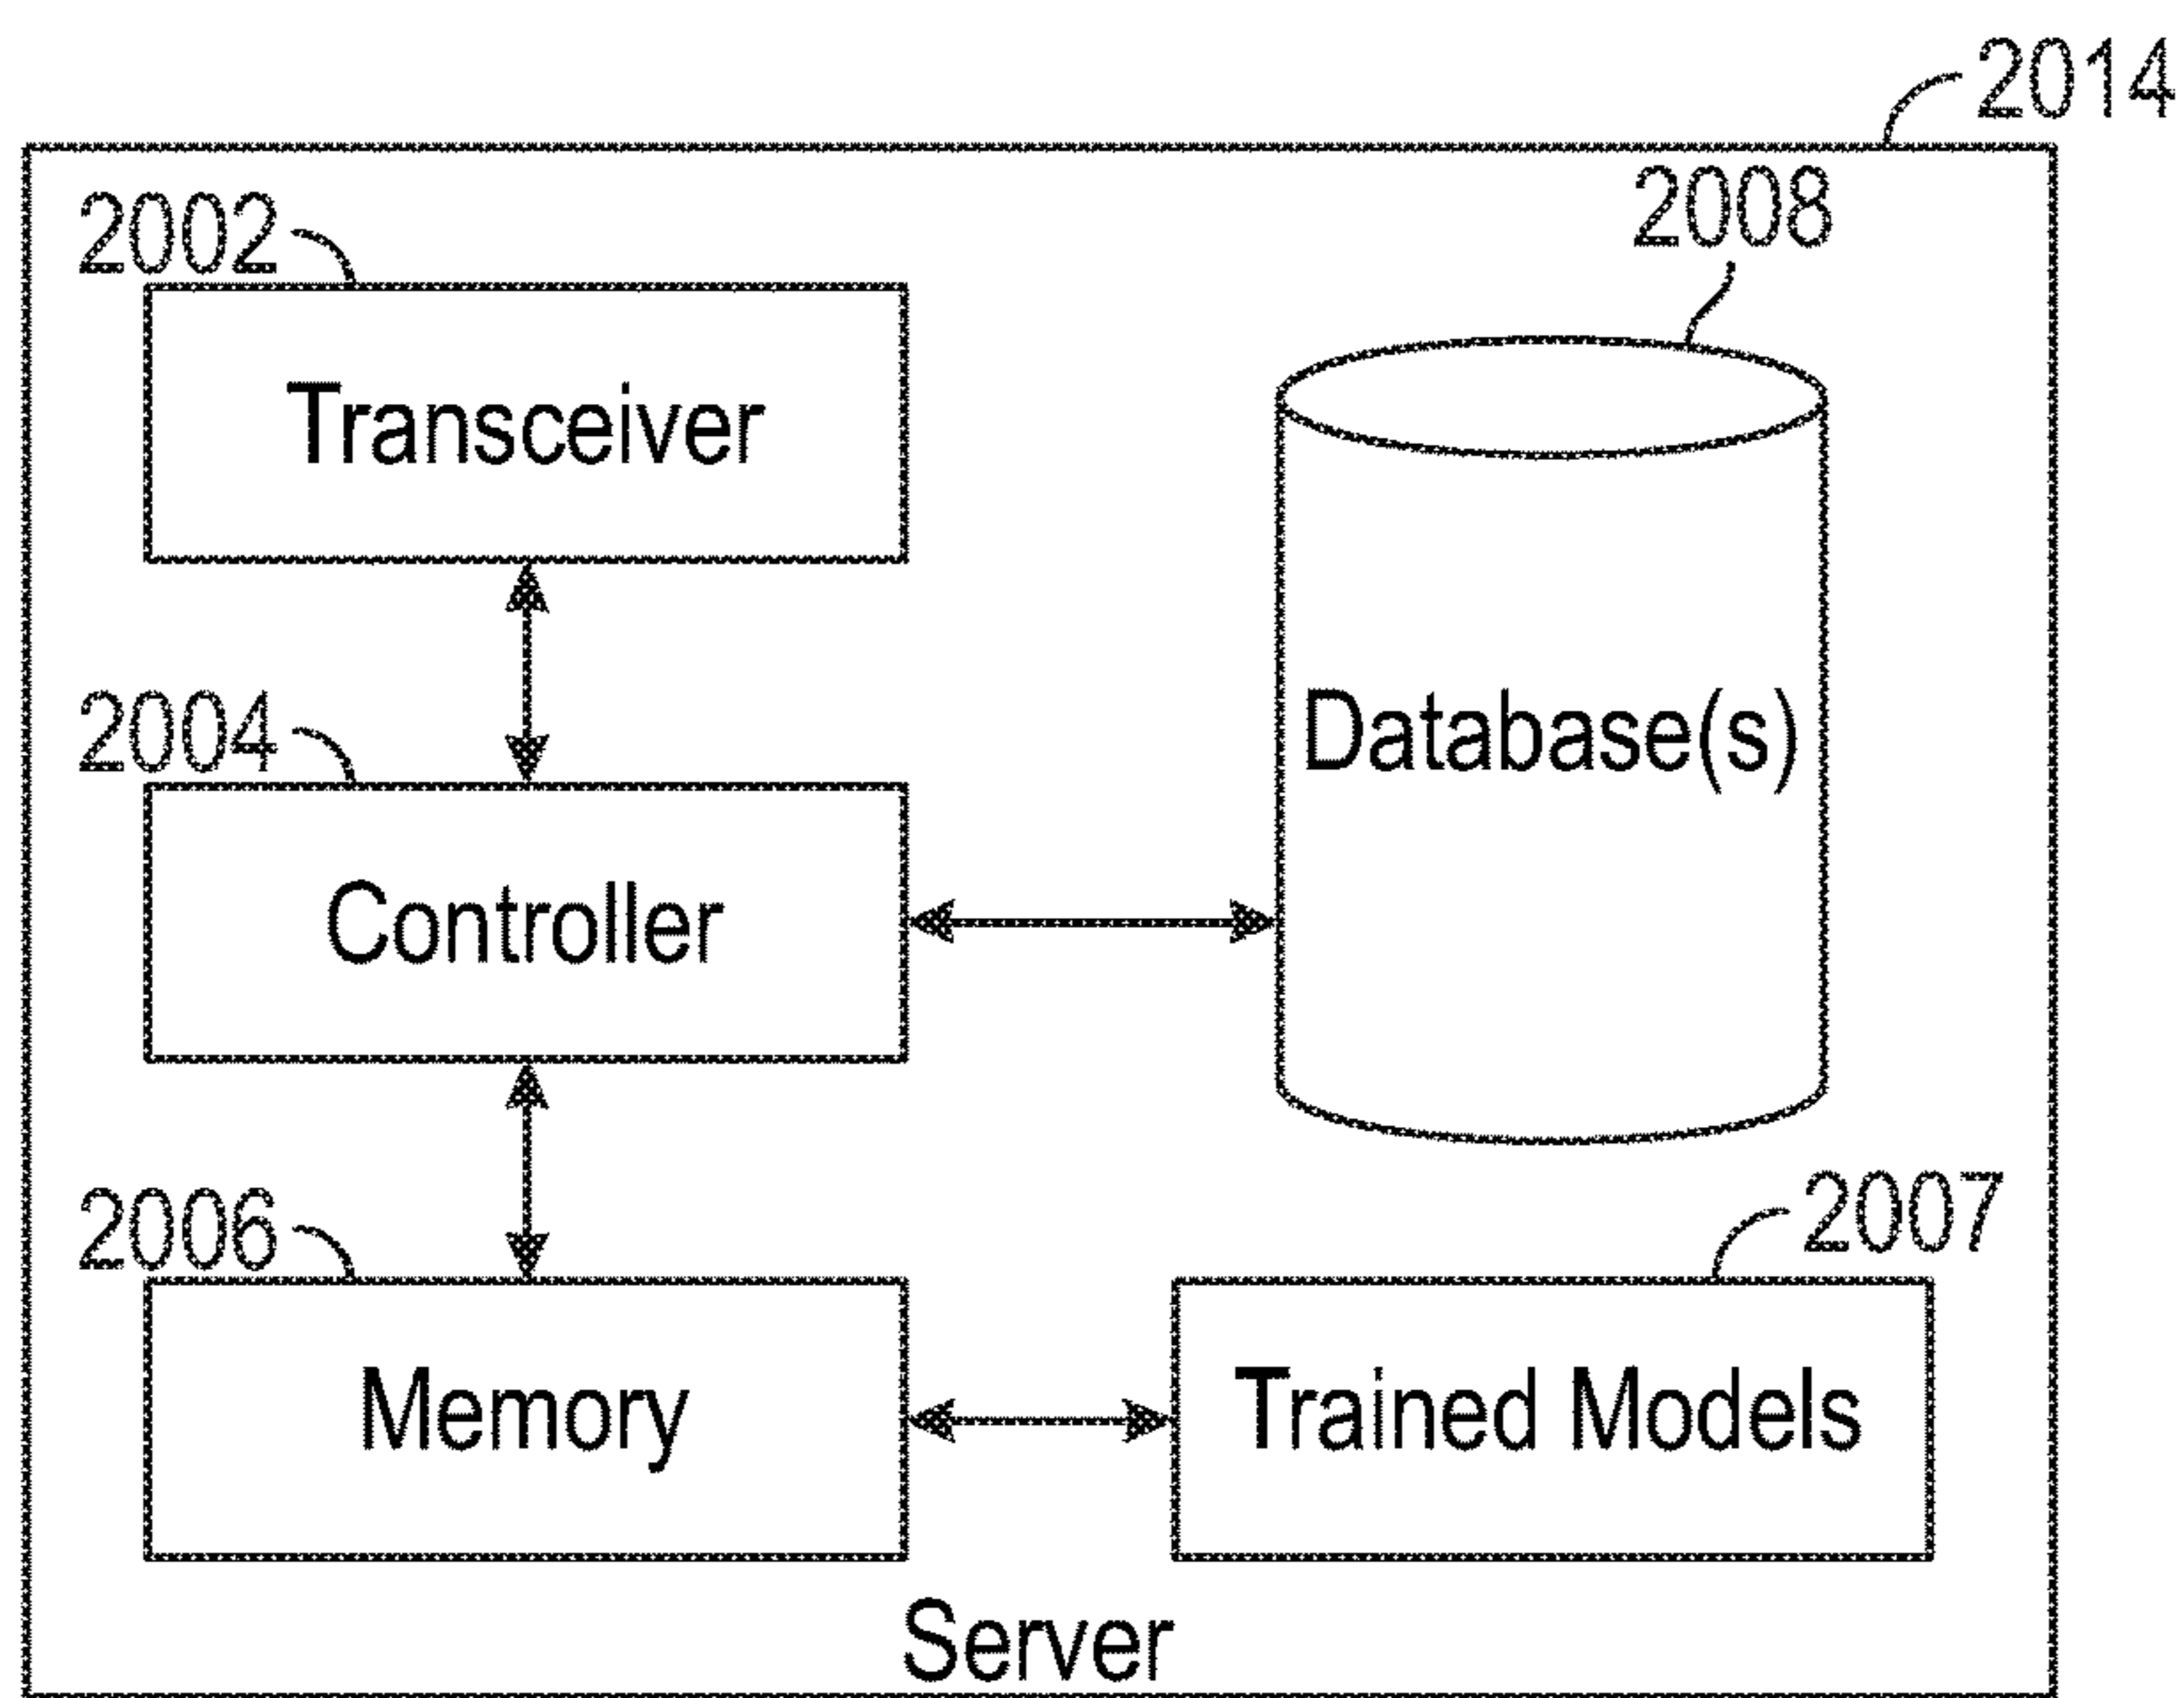 2014
2002
2008
Transceiver
2004
Database(s)
Controller
2006
2007
Memory
Trained Models
Server